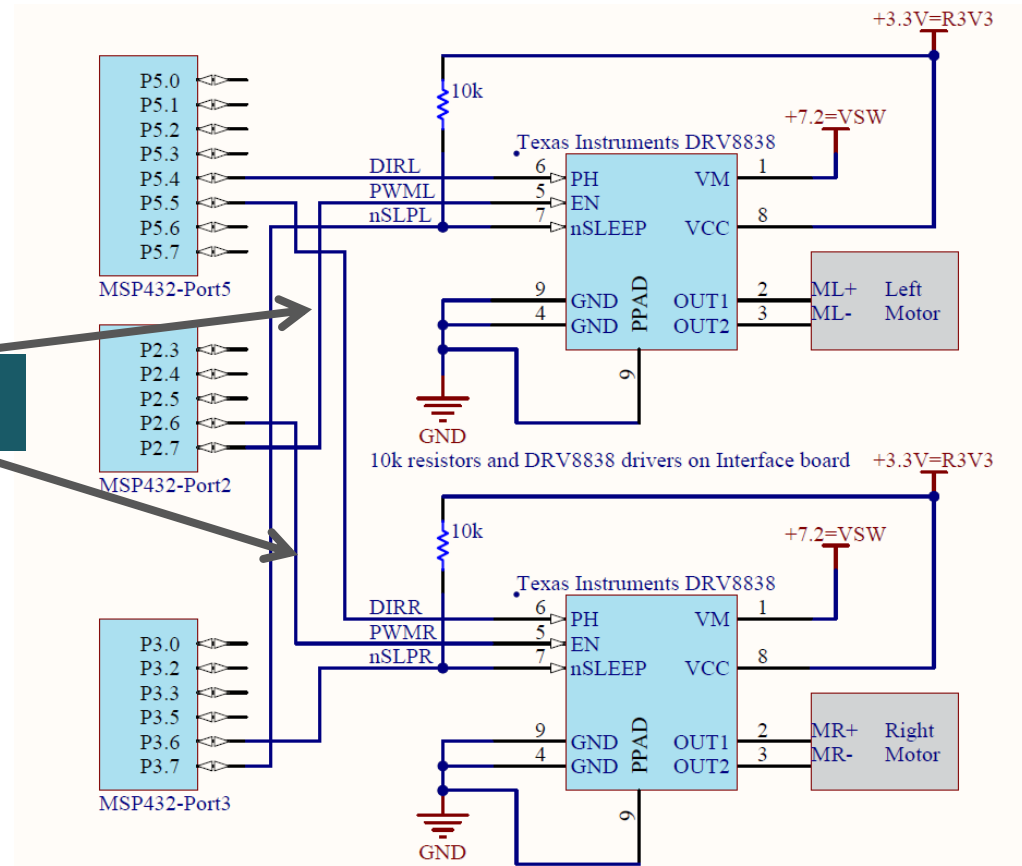 +3.3V=R3V3
P5.0
P5.1
P5.2
P5.3
P5.4
P5.5
P5.6
P5.7
MSP432-Port5
10k
+7.2=VSW
Texas Instruments DRV8838
DIRL 6 PH VM 1
PWML 5 EN
nSLPL 7 nSLEEP VCC 8
9 GND PPAD OUT1 2 ML+ Left
4 GND OUT2 3 ML- Motor
9
GND
P2.3
P2.4
P2.5
P2.6
P2.7
MSP432-Port2
10k resistors and DRV8838 drivers on Interface board
+3.3V=R3V3
10k
+7.2=VSW
Texas Instruments DRV8838
DIRR 6 PH VM 1
PWMR 5 EN
nSLPR 7 nSLEEP VCC 8
9 GND PPAD OUT1 2 MR+ Right
4 GND OUT2 3 MR- Motor
9
GND
P3.0
P3.2
P3.3
P3.5
P3.6
P3.7
MSP432-Port3